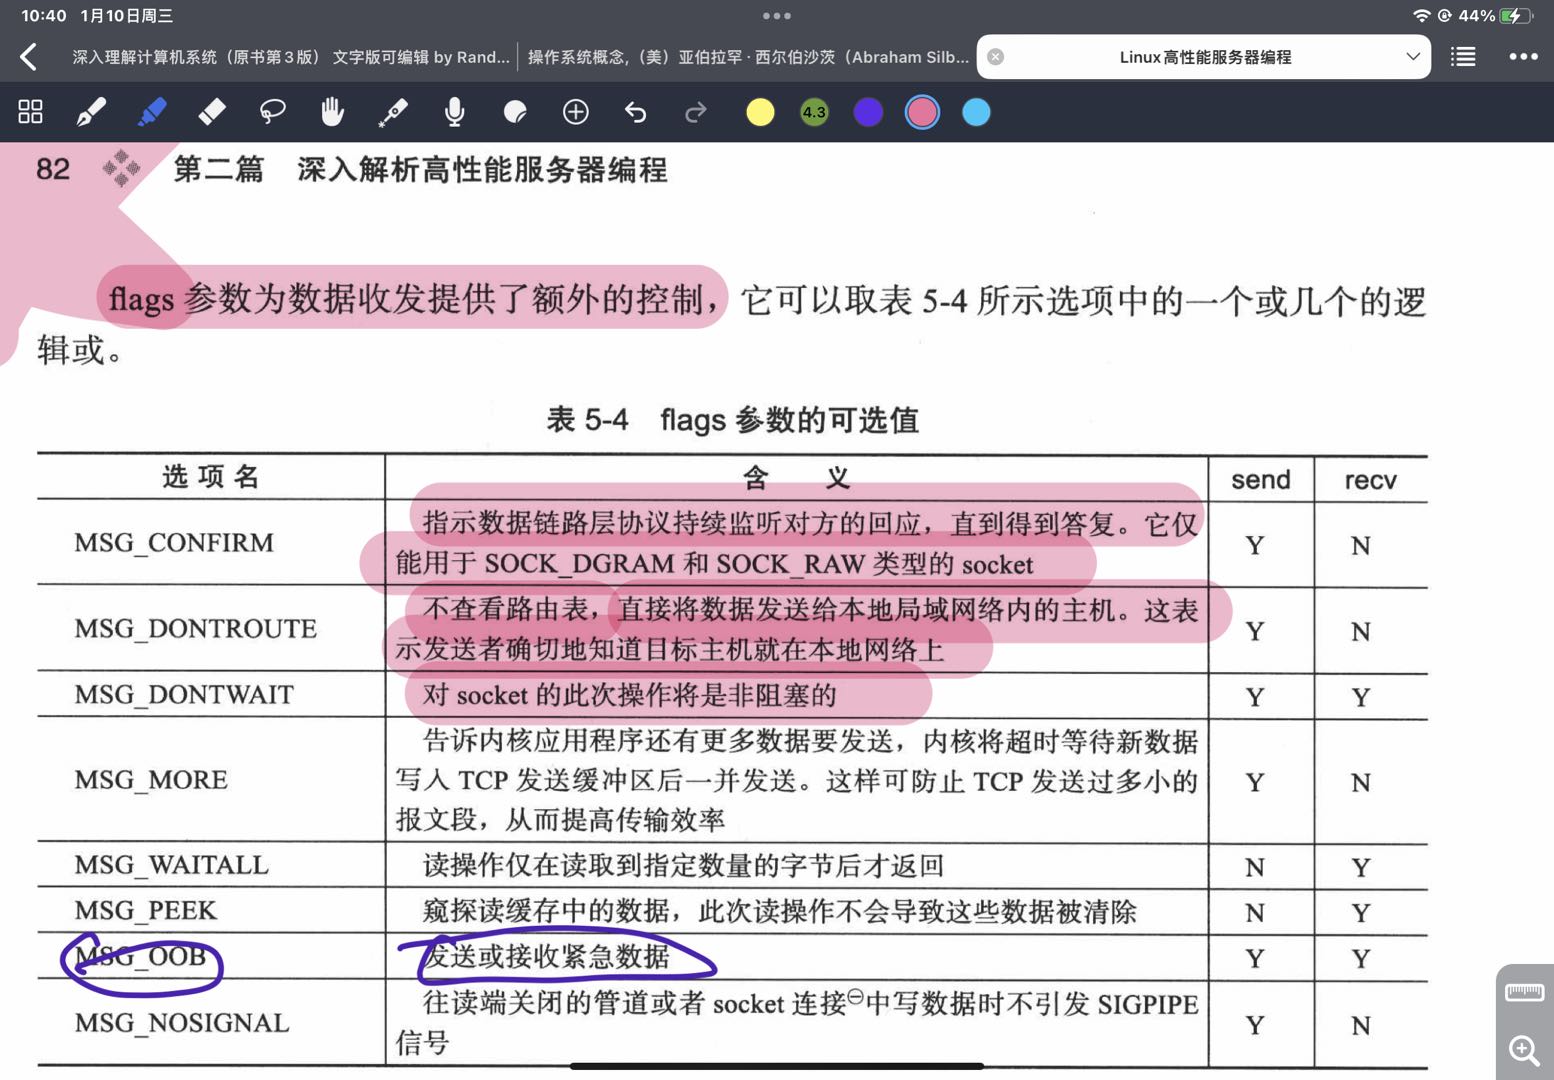 10:40 1月10日周三
44%
深入理解计算机系统（原书第3版） 文字版可编辑 by Rand...
操作系统概念,（美）亚伯拉罕·西尔伯沙茨（Abraham Silb...
Linux高性能服务器编程
4.3
82 第二篇 深入解析高性能服务器编程
flags 参数为数据收发提供了额外的控制，它可以取表 5-4 所示选项中的一个或几个的逻
辑或。
表 5-4 flags 参数的可选值
选 项 名 含 义 send recv
MSG_CONFIRM 指示数据链路层协议持续监听对方的回应，直到得到答复。它仅
能用于 SOCK_DGRAM 和 SOCK_RAW 类型的 socket Y N
MSG_DONTROUTE 不查看路由表，直接将数据发送给本地局域网络内的主机。这表
示发送者确切地知道目标主机就在本地网络上 Y N
MSG_DONTWAIT 对 socket 的此次操作将是非阻塞的 Y Y
告诉内核应用程序还有更多数据要发送，内核将超时等待新数据
MSG_MORE 写入 TCP 发送缓冲区后一并发送。这样可防止 TCP 发送过多小的 Y N
报文段，从而提高传输效率
MSG_WAITALL 读操作仅在读取到指定数量的字节后才返回 N Y
MSG_PEEK 窥探读缓存中的数据，此次读操作不会导致这些数据被清除 N Y
MSG_OOB 发送或接收紧急数据 Y Y
MSG_NOSIGNAL 往读端关闭的管道或者 socket 连接㊀中写数据时不引发 SIGPIPE
信号 Y N